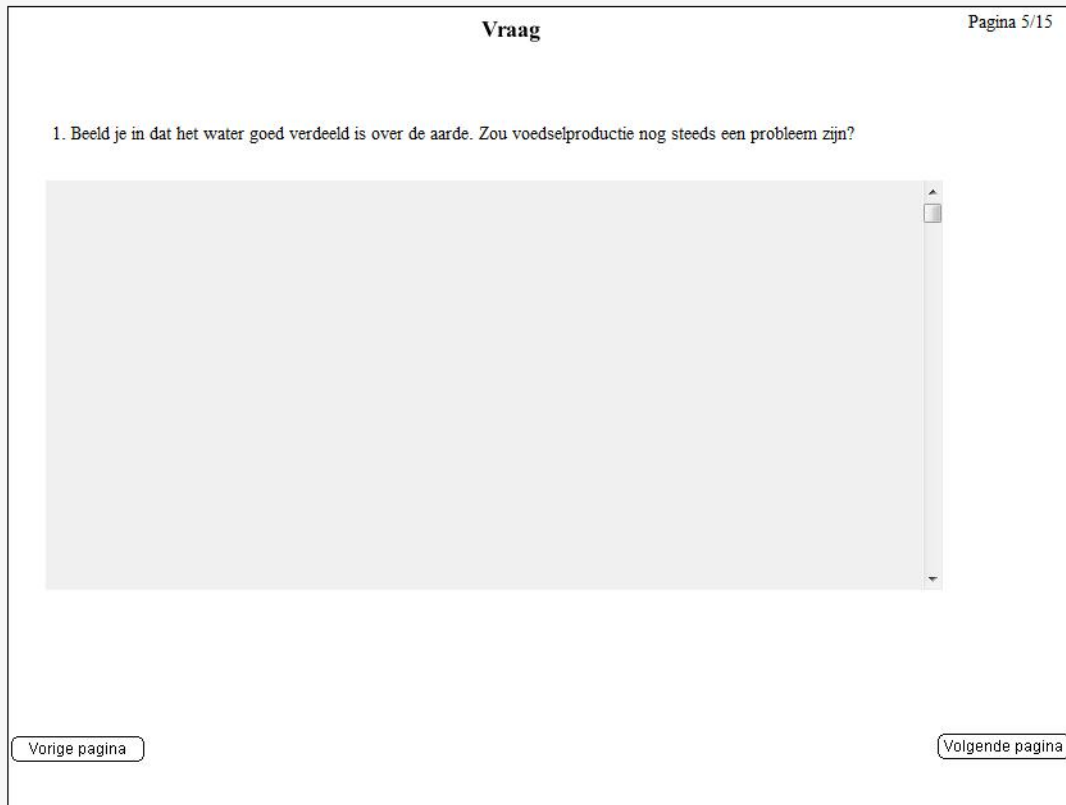 Vraag
Pagina 5/15
1. Beeld je in dat het water goed verdeeld is over de aarde. Zou voedselproductie nog steeds een probleem zijn?
Vorige pagina
Volgende pagina